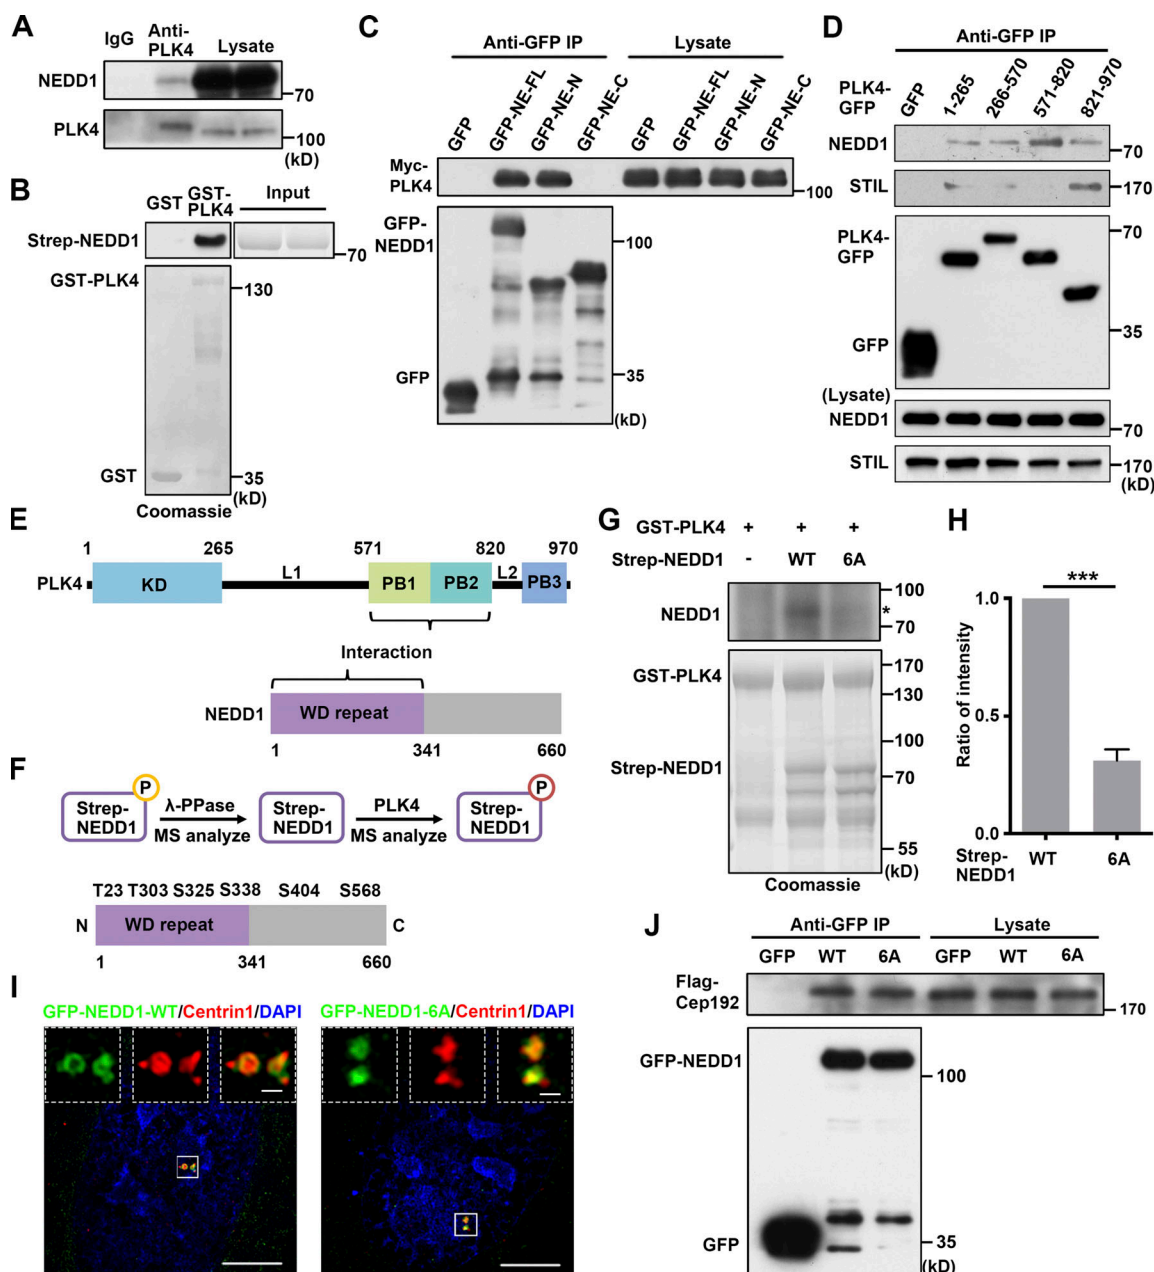 A
IgG
Anti-
PLK4
Lysate
NEDD1
70
PLK4
100
(kD)
B
GST
GST-
PLK4
Input
Strep-NEDD1
70
GST-PLK4
130
GST
35
(kD)
Coomassie
C
Anti-GFP IP
Lysate
GFP
GFP-NE-FL
GFP-NE-N
GFP-NE-C
GFP
GFP-NE-FL
GFP-NE-N
GFP-NE-C
Myc-
PLK4
100
GFP-
NEDD1
100
GFP
35
(kD)
D
Anti-GFP IP
PLK4-
GFP
GFP
1-265
266-570
571-820
821-970
NEDD1
70
STIL
170
PLK4-
GFP
70
35
GFP
(Lysate)
NEDD1
70
STIL
170
(kD)
E
1
265
571
820
970
PLK4
KD
L1
PB1
PB2
L2
PB3
Interaction
NEDD1
WD repeat
1
341
660
F
Strep-
NEDD1
P
λ-PPase
MS analyze
Strep-
NEDD1
PLK4
MS analyze
Strep-
NEDD1
P
T23 T303 S325 S338 S404 S568
N
WD repeat
C
1
341
660
G
GST-PLK4 + + +
Strep-NEDD1 - WT 6A
NEDD1
100
*
70
GST-PLK4
170
130
100
Strep-NEDD1
70
55
(kD)
Coomassie
H
***
1.0
0.5
0.0
Ratio of intensity
Strep-
NEDD1
WT
6A
I
GFP-NEDD1-WT/Centrin1/DAPI
GFP-NEDD1-6A/Centrin1/DAPI
J
Anti-GFP IP
Lysate
GFP WT 6A GFP WT 6A
Flag-
Cep192
170
GFP-NEDD1
100
GFP
35
(kD)